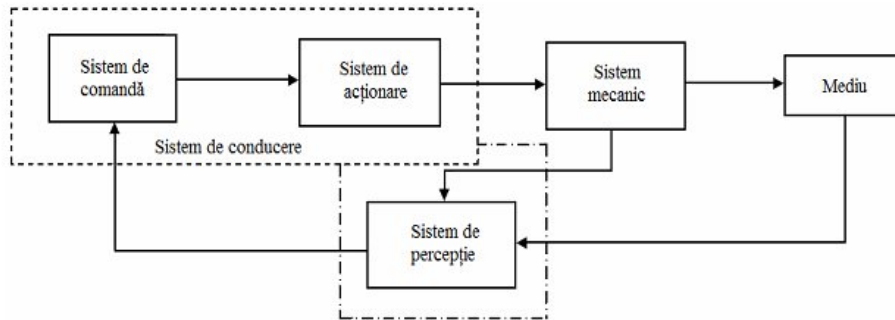 Sistem de
comandă
Sistem de
acționare
Sistem
mecanic
Mediu
Sistem de conducere
Sistem de
percepție